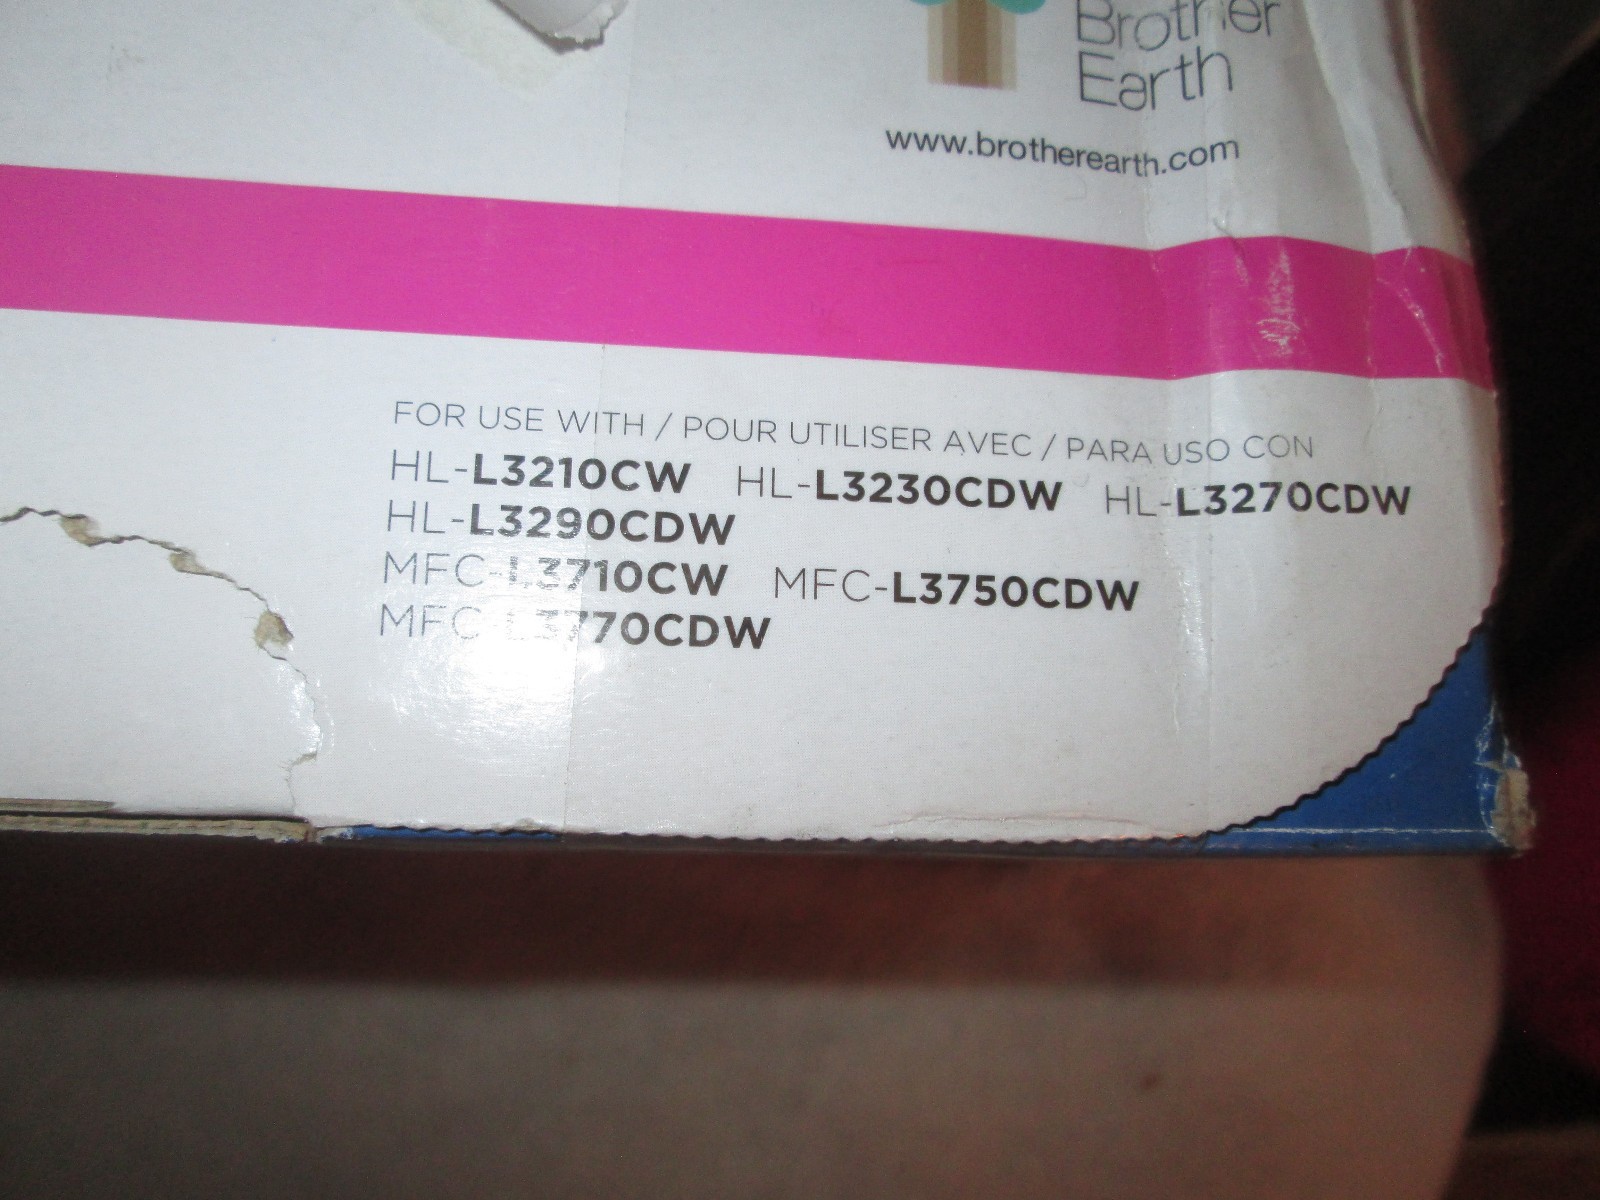 Brother
Earth
www.brotherearth.com
FOR USE WITH / POUR UTILISER AVEC / PARA USO CON
HL-L3210CW HL-L3230CDW HL-L3270CDW
HL-L3290CDW
MFC-L3710CW MFC-L3750CDW
MFC-L3770CDW